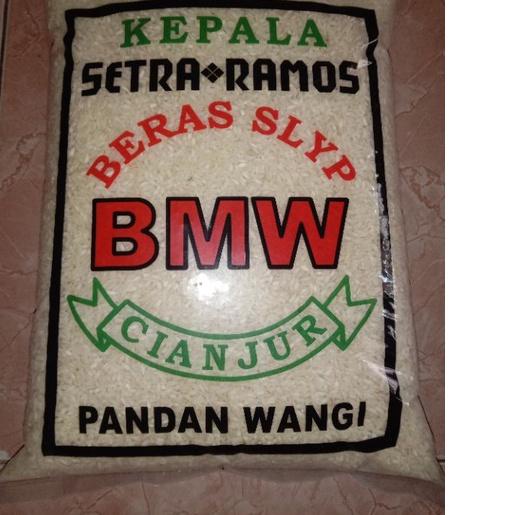 KEPALA
SETRA❖RAMOS
BERAS SLYP
BMW
CIANJUR
PANDAN WANGI